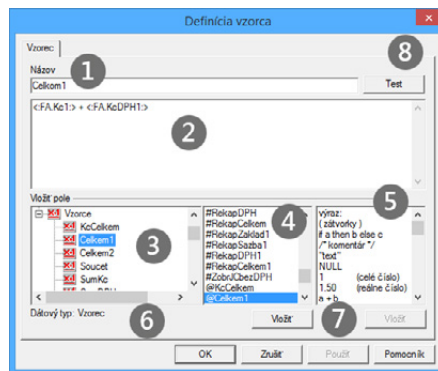 Definícia vzorca
x
Vzorec
8
Názov
1
Celkom1
Test
<:FA.Kc1:> + <:FA.KcDPH1:>
2
Vložiť pole
5
Vzorce
KcCelkem
Celkem1
Celkem2
Soucet
SumKc
3
#RekapDPH
#RekapCelkem
#RekapZaklad1
#RekapSazba1
#RekapDPH1
#RekapCelkem1
#ZobrJCbezDPH
@KcCelkem
@Celkem1
4
výraz:
( zátvorky )
if a then b else c
/* komentár */
"text"
NULL
1 (celé číslo)
1.50 (reálne číslo)
a + b
Dátový typ: Vzorec
6
Vložiť
7
Vložiť
OK
Zrušiť
Použiť
Pomocník